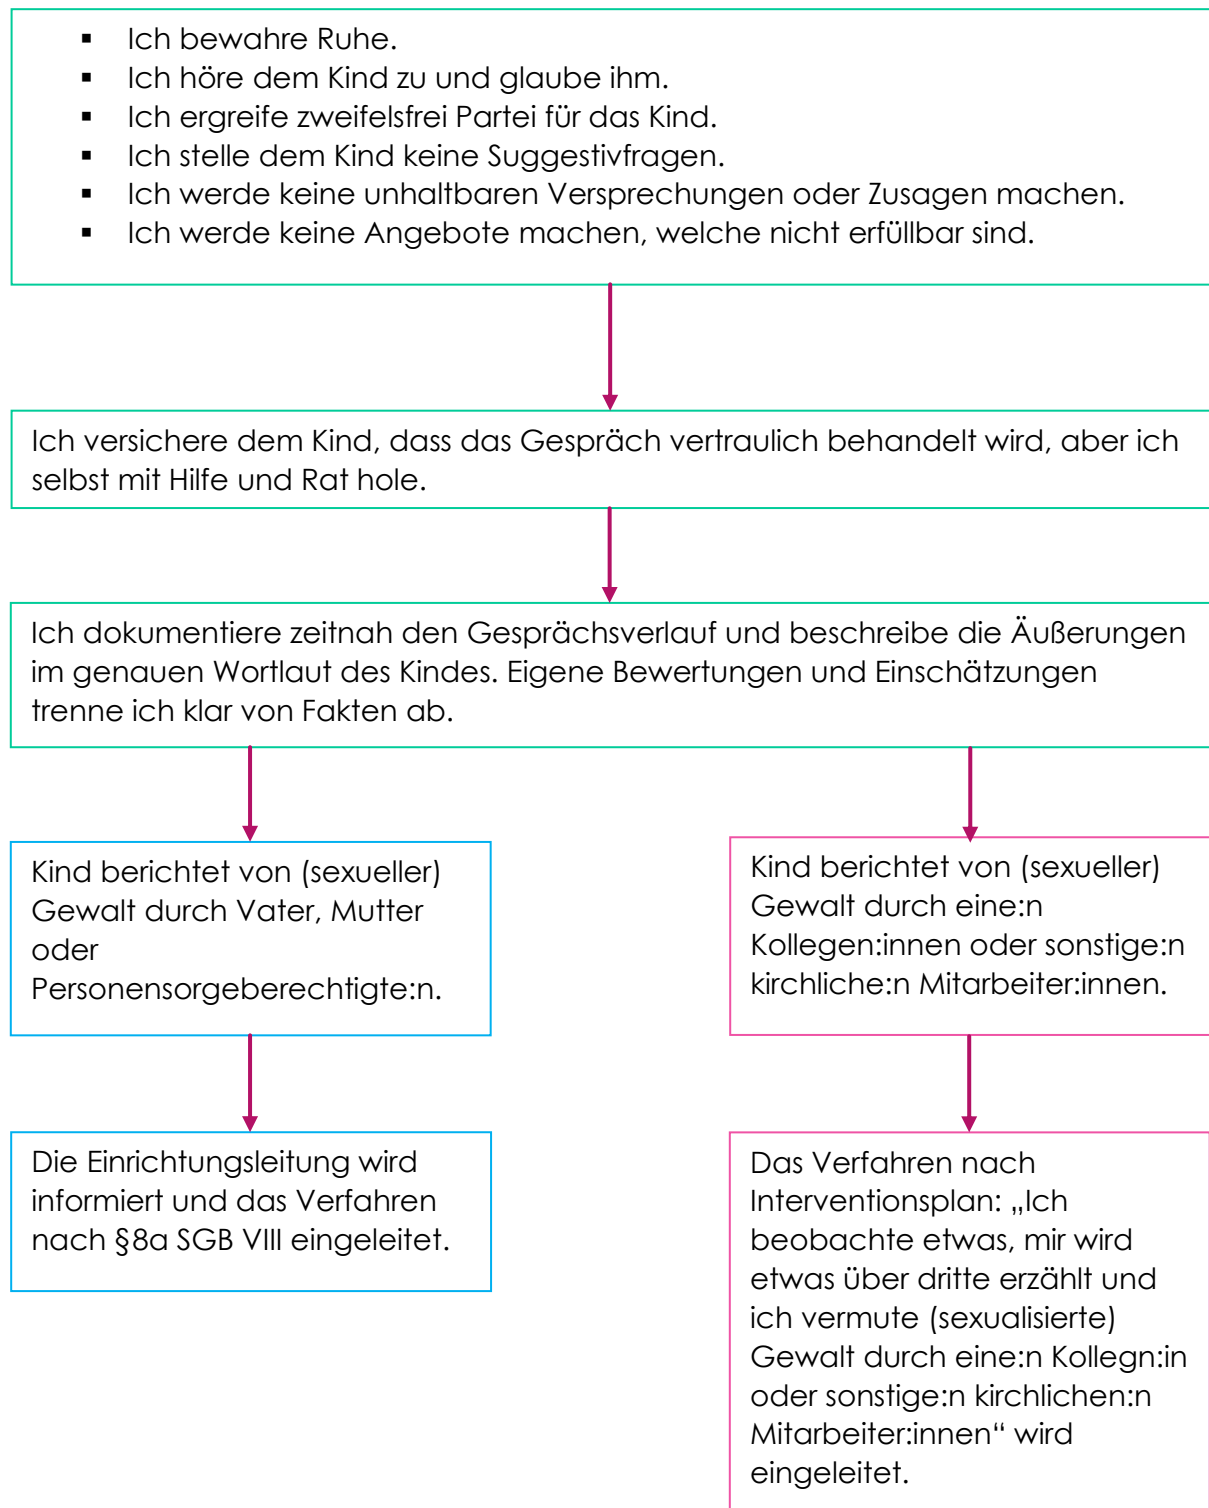 ▪ Ich bewahre Ruhe.
▪ Ich höre dem Kind zu und glaube ihm.
▪ Ich ergreife zweifelsfrei Partei für das Kind.
▪ Ich stelle dem Kind keine Suggestivfragen.
▪ Ich werde keine unhaltbaren Versprechungen oder Zusagen machen.
▪ Ich werde keine Angebote machen, welche nicht erfüllbar sind.
Ich versichere dem Kind, dass das Gespräch vertraulich behandelt wird, aber ich
selbst mit Hilfe und Rat hole.
Ich dokumentiere zeitnah den Gesprächsverlauf und beschreibe die Äußerungen
im genauen Wortlaut des Kindes. Eigene Bewertungen und Einschätzungen
trenne ich klar von Fakten ab.
Kind berichtet von (sexueller)
Gewalt durch Vater, Mutter
oder
Personensorgeberechtigte:n.
Kind berichtet von (sexueller)
Gewalt durch eine:n
Kollegen:innen oder sonstige:n
kirchliche:n Mitarbeiter:innen.
Die Einrichtungsleitung wird
informiert und das Verfahren
nach §8a SGB VIII eingeleitet.
Das Verfahren nach
Interventionsplan: „Ich
beobachte etwas, mir wird
etwas über dritte erzählt und
ich vermute (sexualisierte)
Gewalt durch eine:n Kollegn:in
oder sonstige:n kirchlichen:n
Mitarbeiter:innen“ wird
eingeleitet.